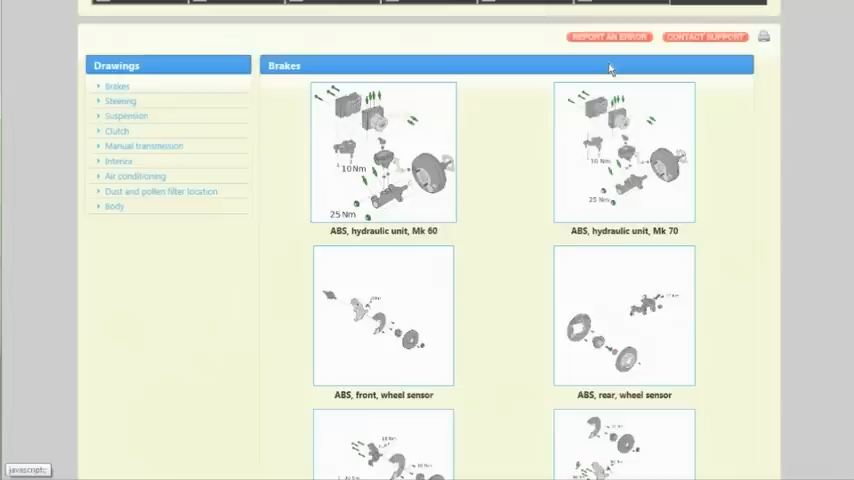 REPORT AN ERROR
CONTACT SUPPORT
Drawings
Brakes
Brakes
Steering
Suspension
Clutch
Manual transmission
Interior
Air conditioning
Dust and pollen filter location
Body
10 Nm
25 Nm
ABS, hydraulic unit, Mk 60
10 Nm
25 Nm
ABS, hydraulic unit, Mk 70
ABS, front, wheel sensor
ABS, rear, wheel sensor
javascript:;